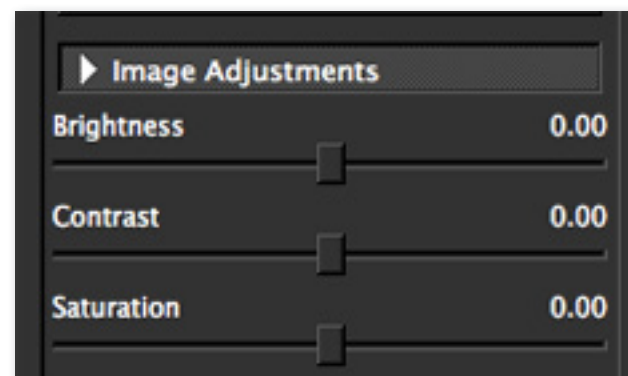 Image Adjustments
Brightness 0.00
Contrast 0.00
Saturation 0.00